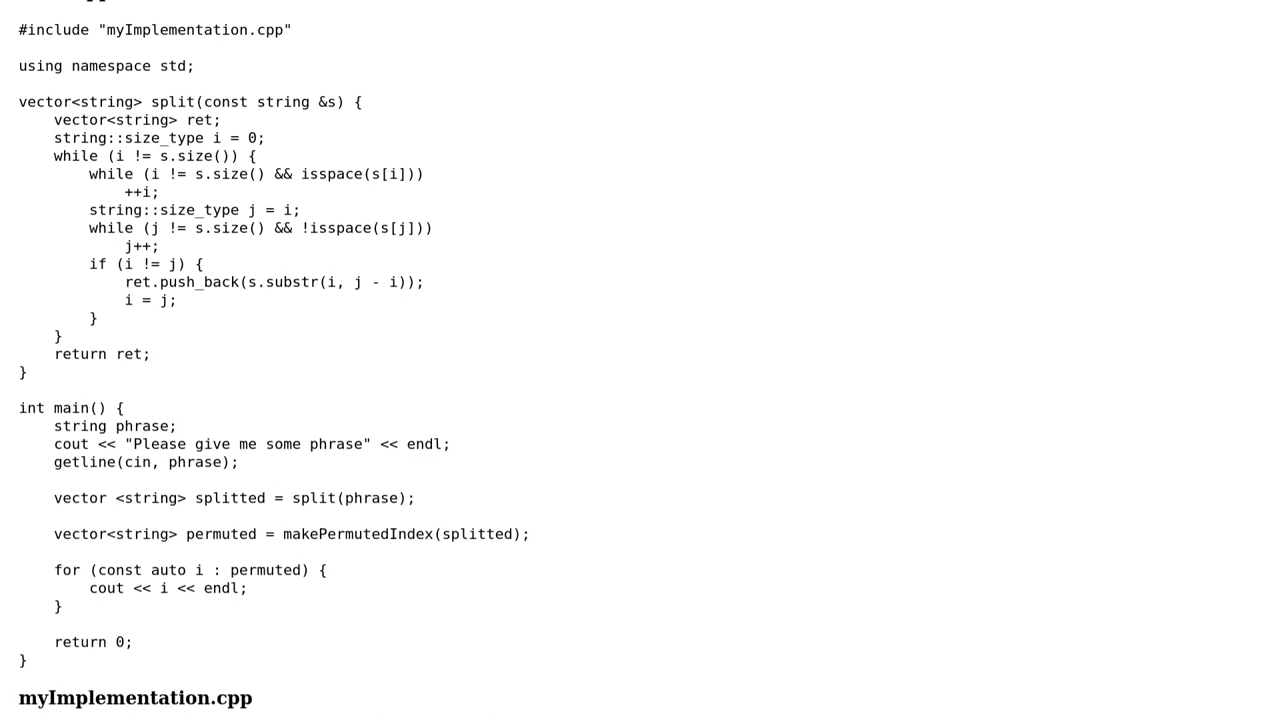 #include "myImplementation.cpp"
using namespace std;
vector<string> split(const string &s) {
    vector<string> ret;
    string::size_type i = 0;
    while (i != s.size()) {
        while (i != s.size() && isspace(s[i]))
            ++i;
        string::size_type j = i;
        while (j != s.size() && !isspace(s[j]))
            j++;
        if (i != j) {
            ret.push_back(s.substr(i, j - i));
            i = j;
        }
    }
    return ret;
}
int main() {
    string phrase;
    cout << "Please give me some phrase" << endl;
    getline(cin, phrase);
    vector <string> splitted = split(phrase);
    vector<string> permuted = makePermutedIndex(splitted);
    for (const auto i : permuted) {
        cout << i << endl;
    }
    return 0;
}
myImplementation.cpp